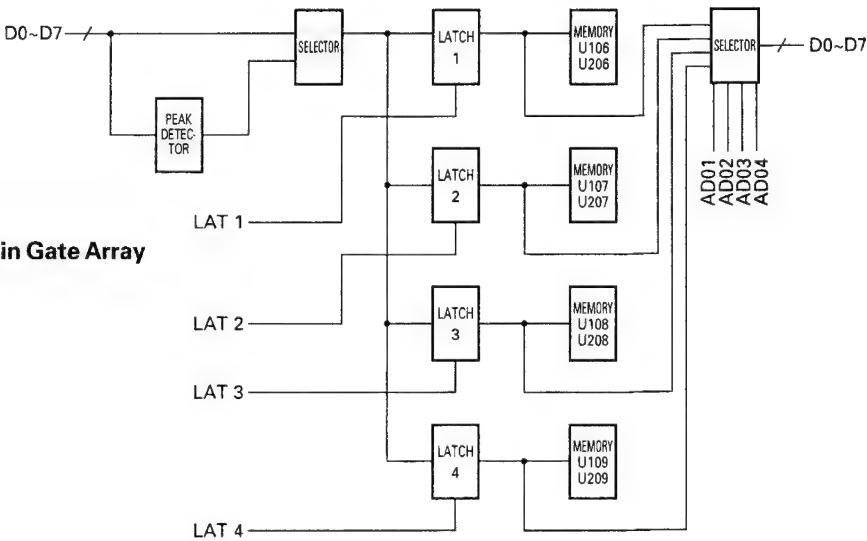 D0~D7
SELECTOR
PEAK
DETEC-
TOR
LATCH
1
MEMORY
U106
U206
SELECTOR
D0~D7
AD01
AD02
AD03
AD04
LAT 1
LATCH
2
MEMORY
U107
U207
in Gate Array
LAT 2
LATCH
3
MEMORY
U108
U208
LAT 3
LATCH
4
MEMORY
U109
U209
LAT 4